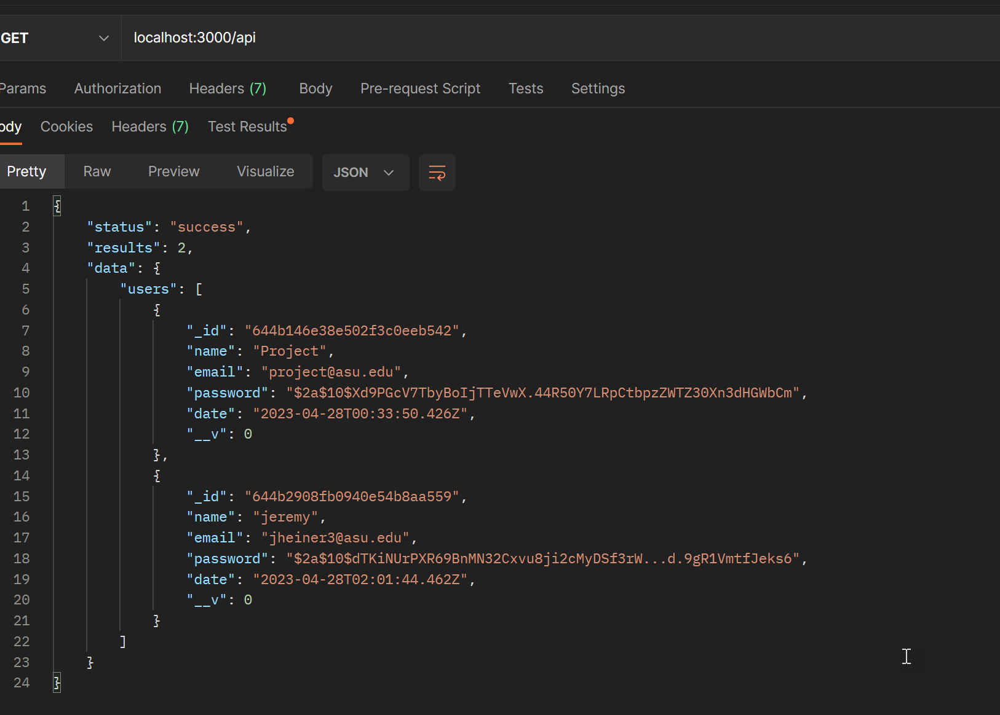 GET localhost:3000/api
Params Authorization Headers (7) Body Pre-request Script Tests Settings
ody Cookies Headers (7) Test Results
Pretty Raw Preview Visualize JSON
1 {
2 "status": "success",
3 "results": 2,
4 "data": {
5 "users": [
6 {
7 "_id": "644b146e38e502f3c0eeb542",
8 "name": "Project",
9 "email": "project@asu.edu",
10 "password": "$2a$10$Xd9PGcV7TbyBoIjTTeVwX.44R50Y7LRpCtbpzZWTZ30Xn3dHGWbCm",
11 "date": "2023-04-28T00:33:50.426Z",
12 "__v": 0
13 },
14 {
15 "_id": "644b2908fb0940e54b8aa559",
16 "name": "jeremy",
17 "email": "jheiner3@asu.edu",
18 "password": "$2a$10$dTKiNUrPXR69BnMN32Cxvu8ji2cMyDSf3rW...d.9gR1VmtfJeks6",
19 "date": "2023-04-28T02:01:44.462Z",
20 "__v": 0
21 }
22 ]
23 }
24 }